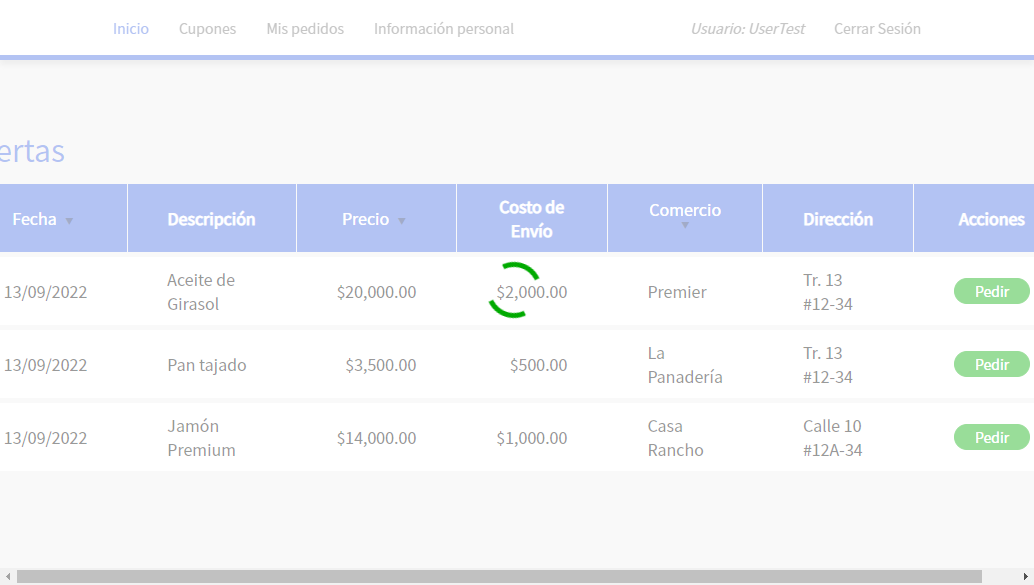 Inicio Cupones Mis pedidos Información personal Usuario: UserTest Cerrar Sesión
ertas
Fecha Descripción Precio Costo de Envío Comercio Dirección Acciones
13/09/2022 Aceite de Girasol $20,000.00 $2,000.00 Premier Tr. 13 #12-34 Pedir
13/09/2022 Pan tajado $3,500.00 $500.00 La Panadería Tr. 13 #12-34 Pedir
13/09/2022 Jamón Premium $14,000.00 $1,000.00 Casa Rancho Calle 10 #12A-34 Pedir